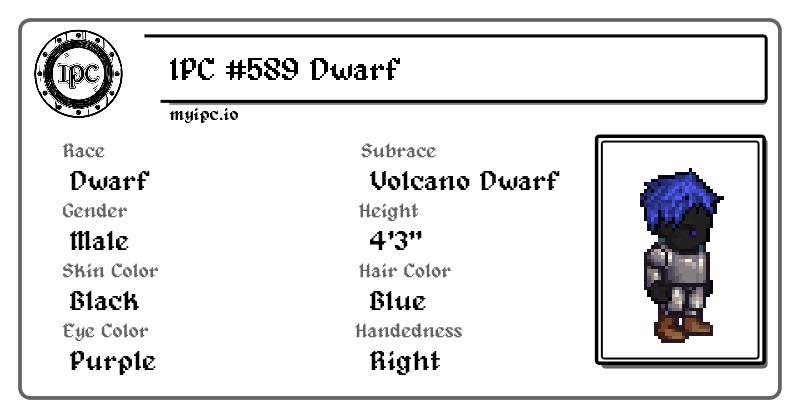 IPC
IPC #589 Dwarf
myipc.io
Race
Dwarf
Subrace
Volcano Dwarf
Gender
Male
Height
4'3"
Skin Color
Black
Hair Color
Blue
Eye Color
Purple
Handedness
Right